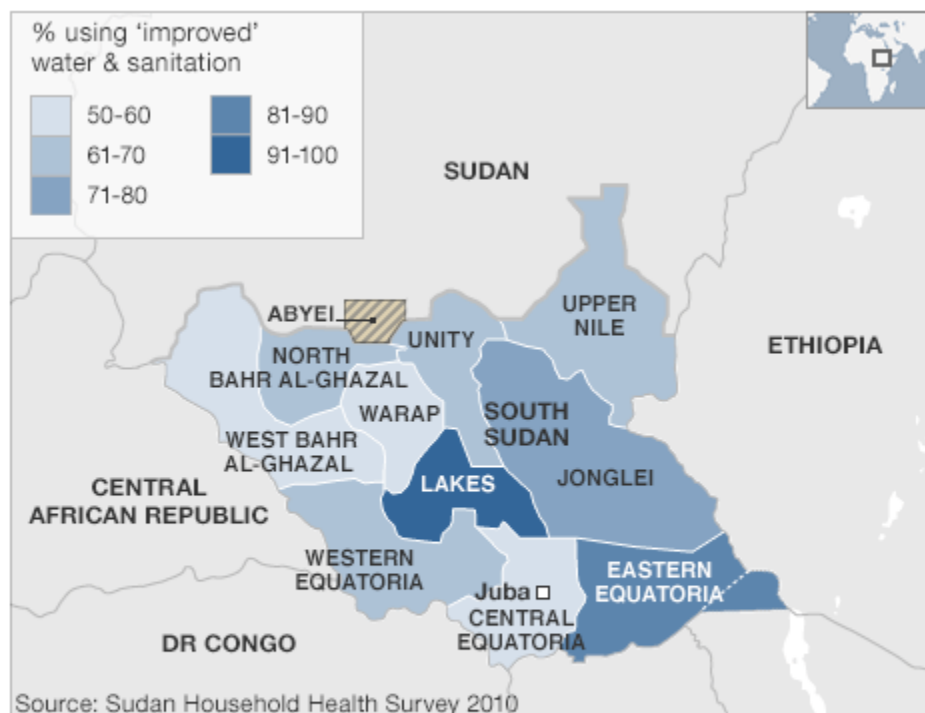 % using ‘improved’
water & sanitation
50-60
61-70
71-80
81-90
91-100
SUDAN
ABYEI
UNITY
UPPER
NILE
ETHIOPIA
NORTH
BAHR AL-GHAZAL
WARAP
SOUTH
SUDAN
WEST BAHR
AL-GHAZAL
LAKES
JONGLEI
CENTRAL
AFRICAN REPUBLIC
WESTERN
EQUATORIA
EASTERN
EQUATORIA
Juba
CENTRAL
EQUATORIA
DR CONGO
Source: Sudan Household Health Survey 2010